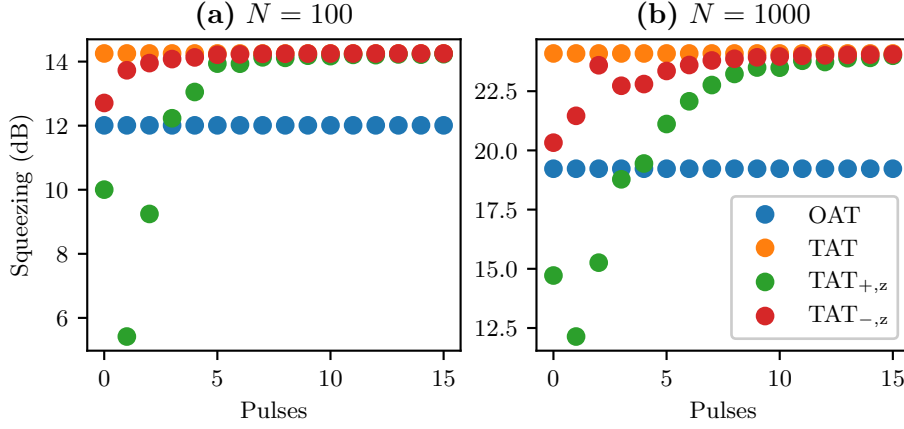 (a) N = 100
Squeezing (dB)
14
12
10
8
6
0
5
10
15
Pulses
(b) N = 1000
22.5
20.0
17.5
15.0
12.5
0
5
10
15
Pulses
OAT
TAT
TAT+,z
TAT−,z